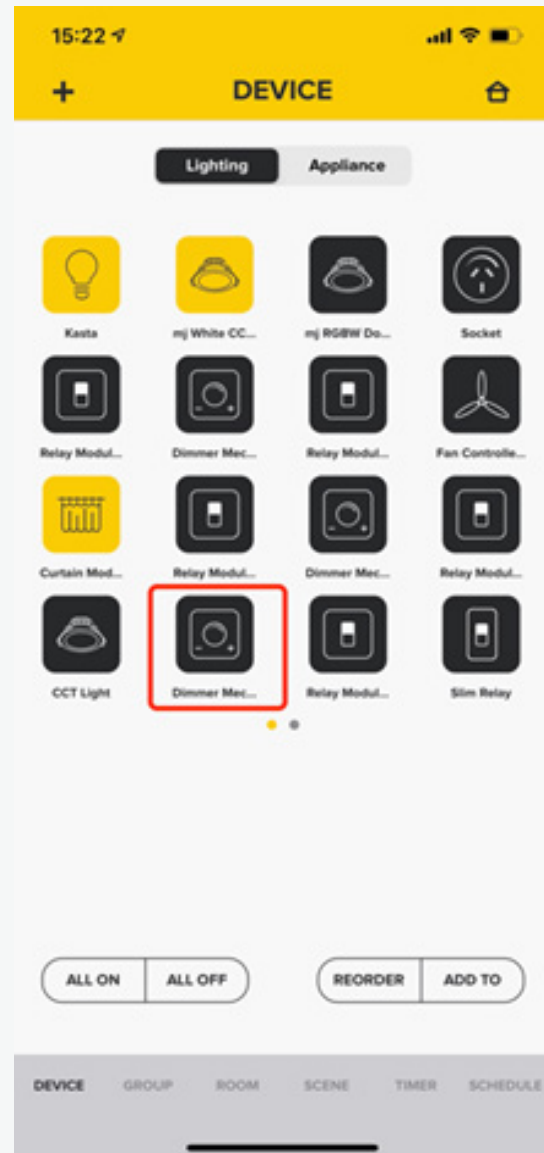 15:22
DEVICE
Lighting Appliance
Kasta mj White CC... mj RGBW Do... Socket
Relay Modul... Dimmer Mec... Relay Modul... Fan Controlle...
Curtain Mod... Relay Modul... Dimmer Mec... Relay Modul...
CCT Light Dimmer Mec... Relay Modul... Slim Relay
ALL ON ALL OFF REORDER ADD TO
DEVICE GROUP ROOM SCENE TIMER SCHEDULE